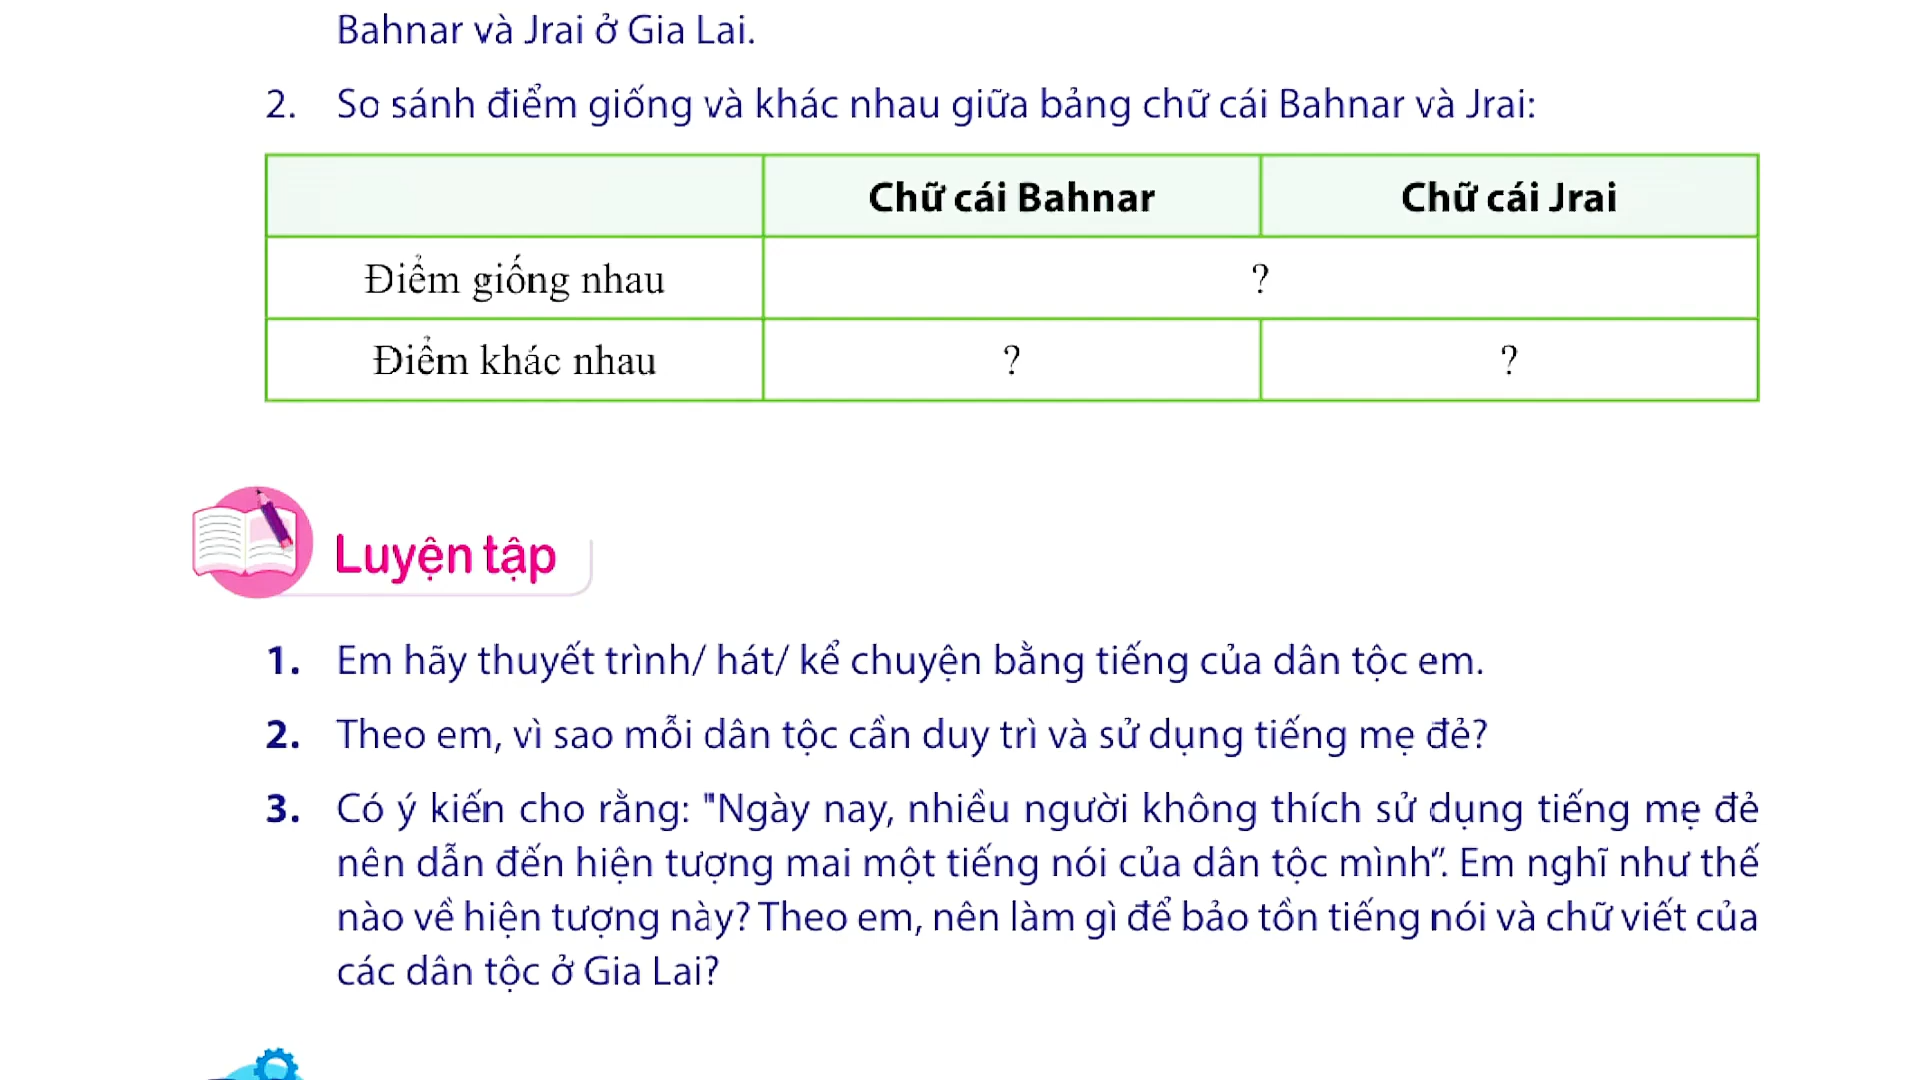 Bahnar và Jrai ở Gia Lai.
2. So sánh điểm giống và khác nhau giữa bảng chữ cái Bahnar và Jrai:
Chữ cái Bahnar Chữ cái Jrai
Điểm giống nhau ?
Điểm khác nhau ? ?
Luyện tập
1. Em hãy thuyết trình/ hát/ kể chuyện bằng tiếng của dân tộc em.
2. Theo em, vì sao mỗi dân tộc cần duy trì và sử dụng tiếng mẹ đẻ?
3. Có ý kiến cho rằng: "Ngày nay, nhiều người không thích sử dụng tiếng mẹ đẻ
nên dẫn đến hiện tượng mai một tiếng nói của dân tộc mình”. Em nghĩ như thế
nào về hiện tượng này? Theo em, nên làm gì để bảo tồn tiếng nói và chữ viết của
các dân tộc ở Gia Lai?